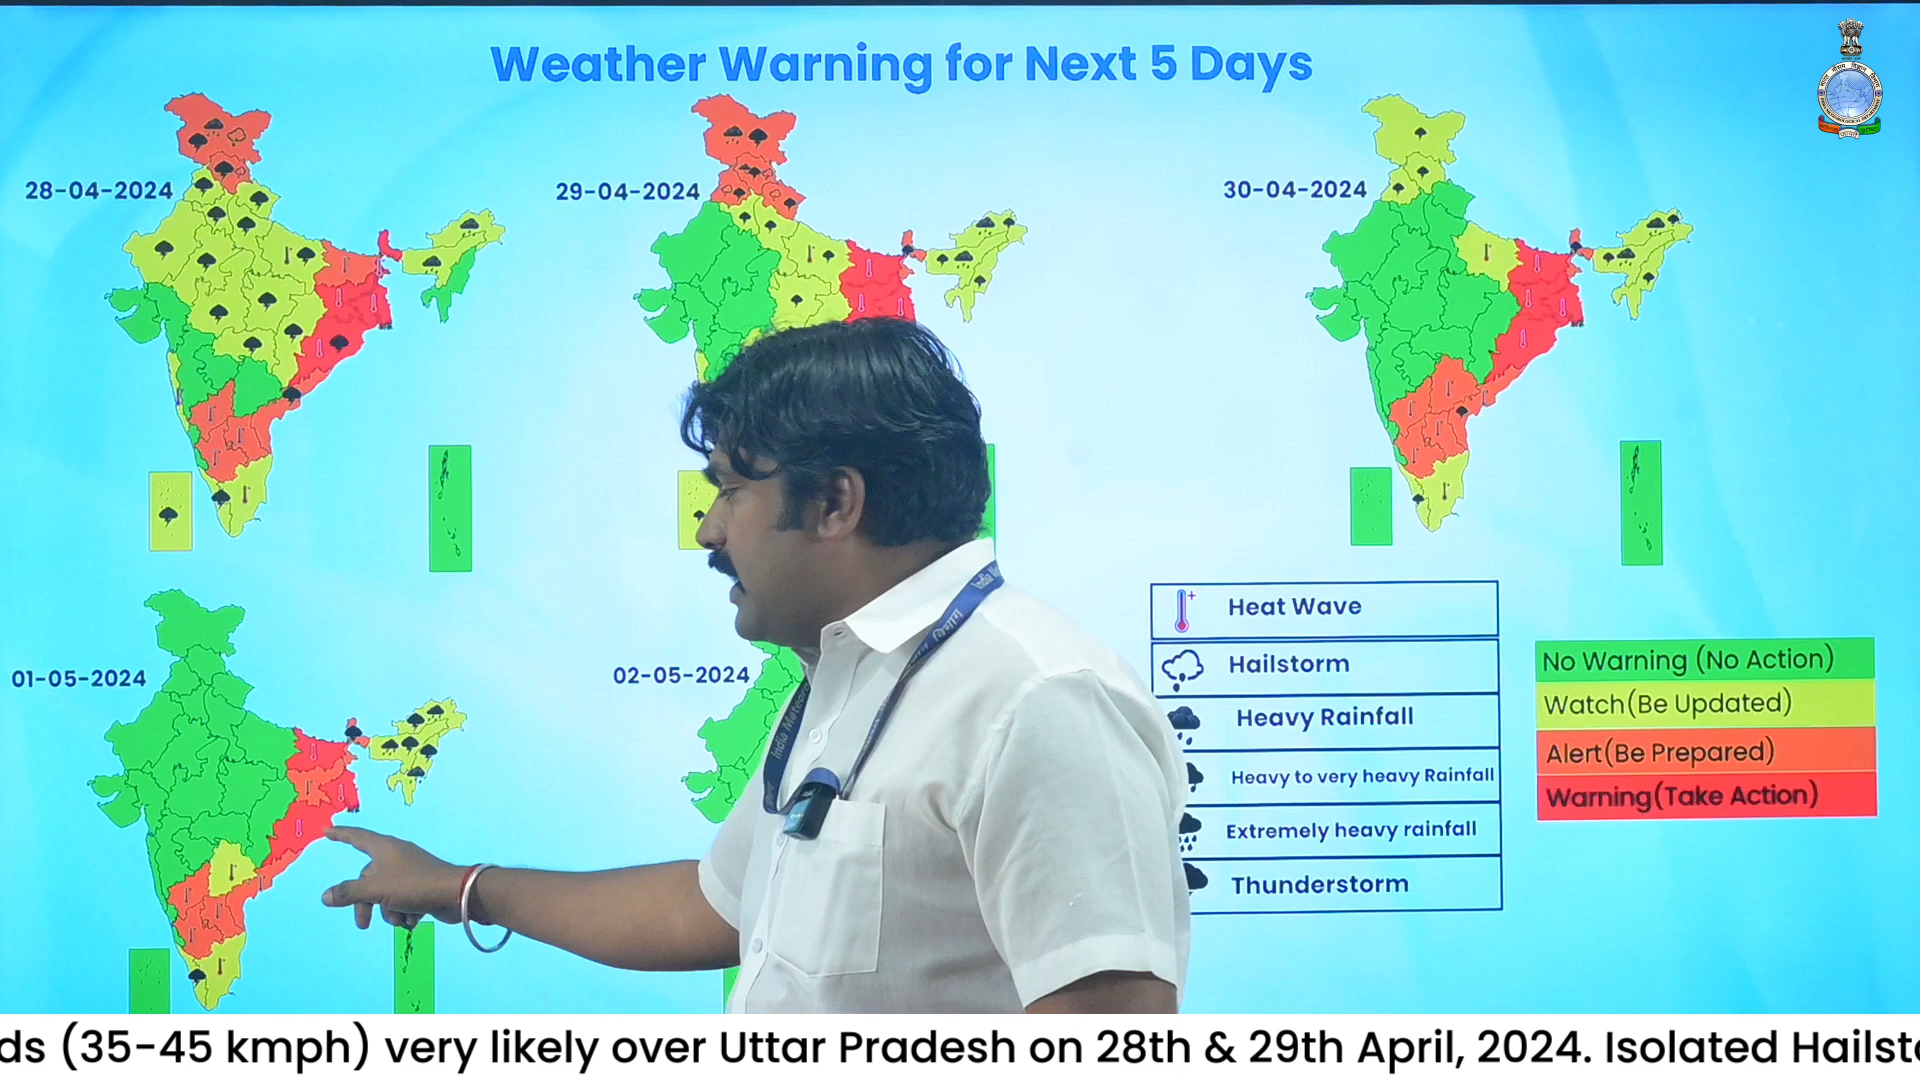 Weather Warning for Next 5 Days
28-04-2024
29-04-2024
30-04-2024
01-05-2024
02-05-2024
Heat Wave
Hailstorm
Heavy Rainfall
Heavy to very heavy Rainfall
Extremely heavy rainfall
Thunderstorm
No Warning (No Action)
Watch(Be Updated)
Alert(Be Prepared)
Warning(Take Action)
India Meteor
ds (35-45 kmph) very likely over Uttar Pradesh on 28th & 29th April, 2024. Isolated Hailst